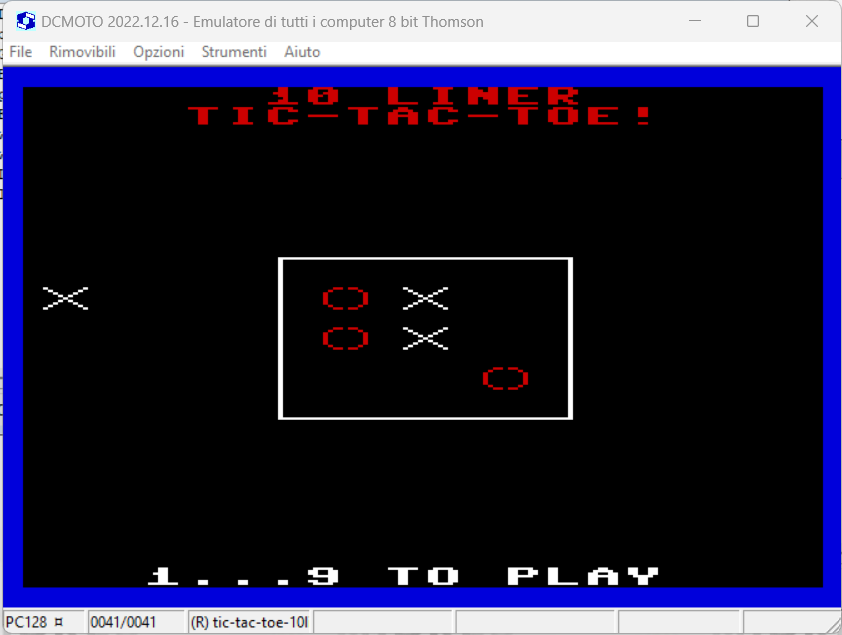 DCMOTO 2022.12.16 - Emulatore di tutti i computer 8 bit Thomson
File Rimovibili Opzioni Strumenti Aiuto
10 LINER
TIC-TAC-TOE!
1...9 TO PLAY
PC128 ¤ 0041/0041 (R) tic-tac-toe-10l